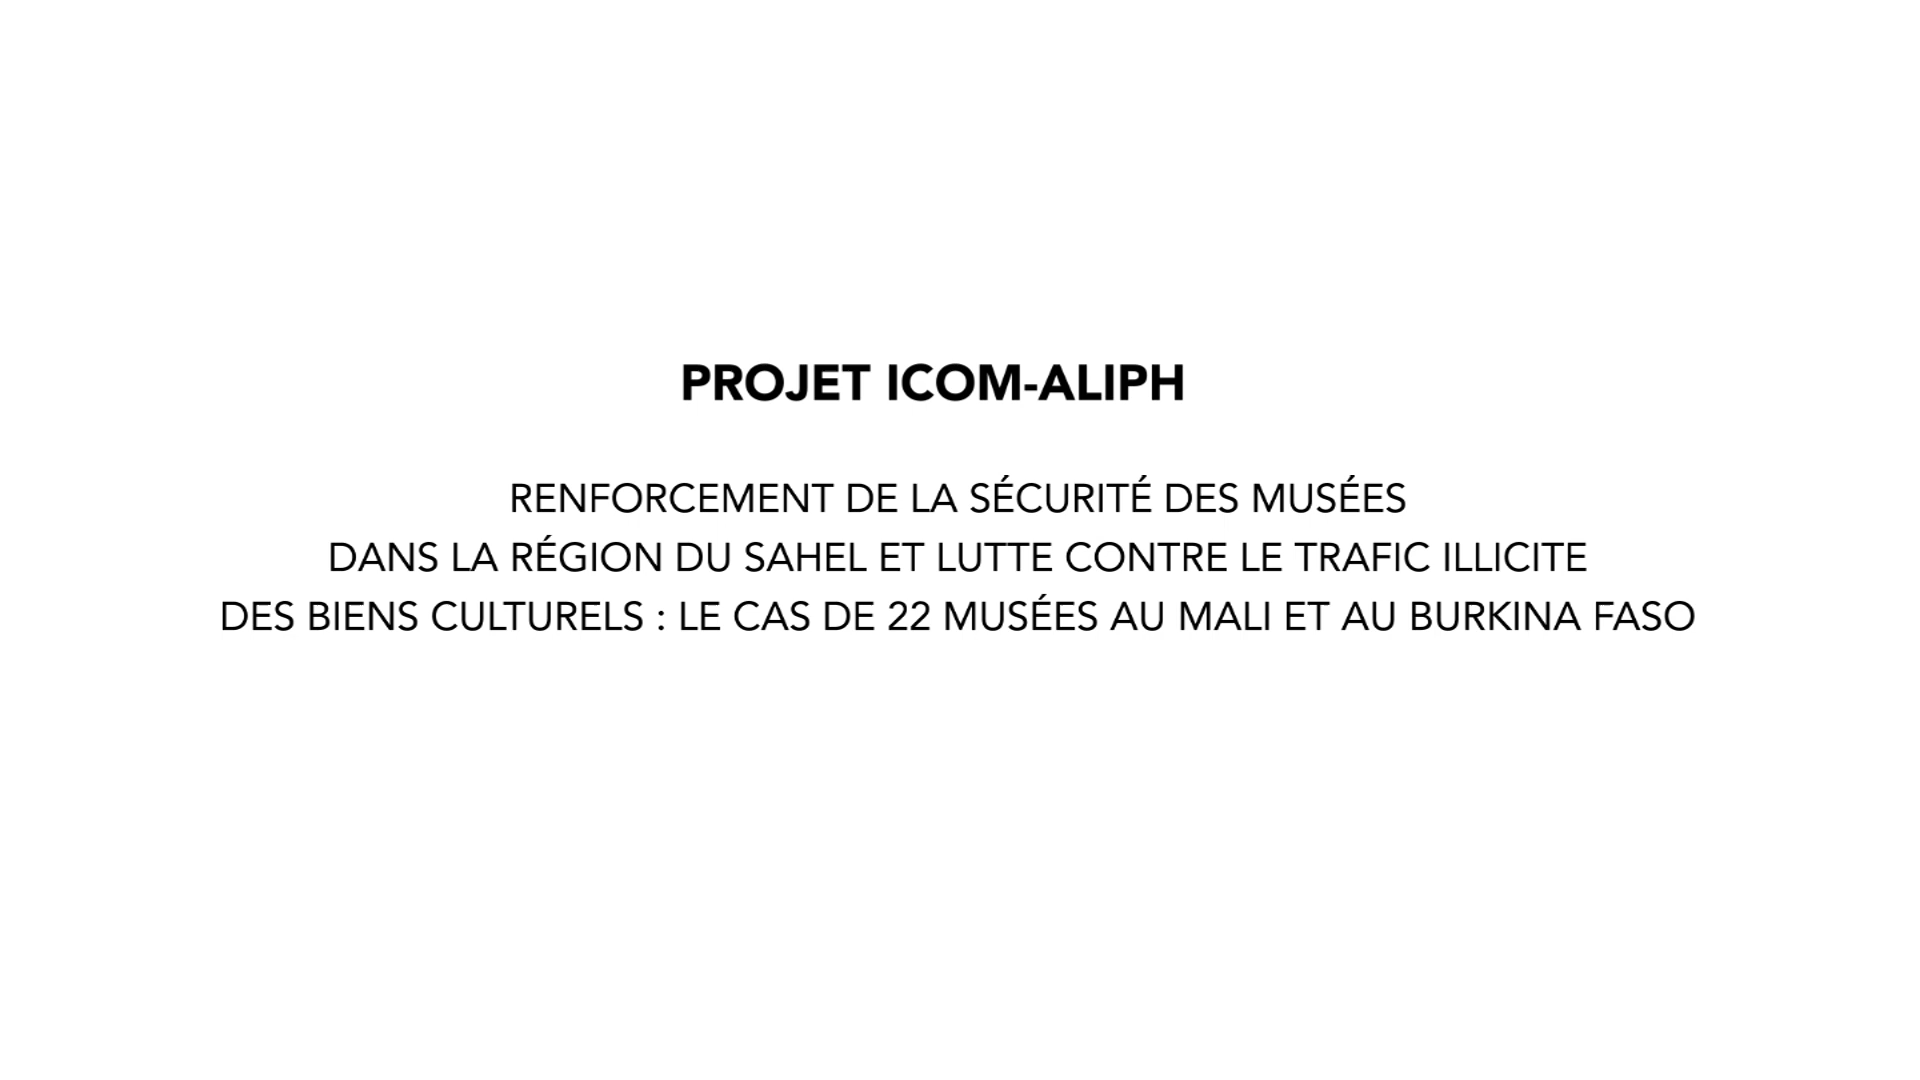 PROJET ICOM-ALIPH
RENFORCEMENT DE LA SÉCURITÉ DES MUSÉES
DANS LA RÉGION DU SAHEL ET LUTTE CONTRE LE TRAFIC ILLICITE
DES BIENS CULTURELS : LE CAS DE 22 MUSÉES AU MALI ET AU BURKINA FASO